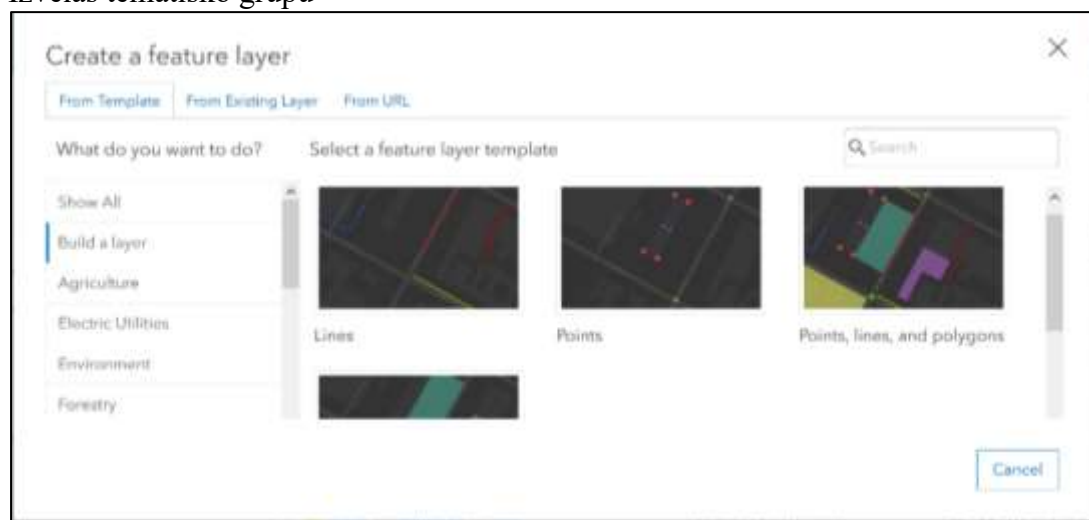 Izvēlas tematisko grupu
Create a feature layer
From Template From Existing Layer From URL
What do you want to do?
Select a feature layer template
Search
Show All
Build a layer
Agriculture
Electric Utilities
Environment
Forestry
Lines
Points
Points, lines, and polygons
Cancel